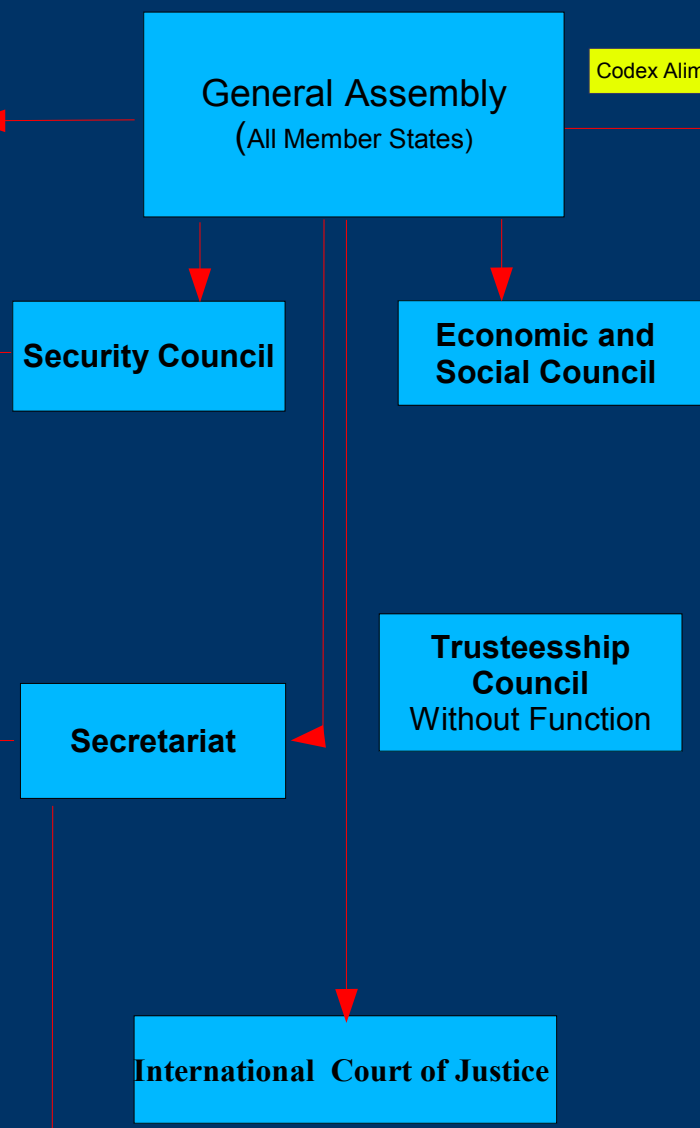 General Assembly
(All Member States)
Codex Alim
Security Council
Economic and
Social Council
Trusteesship
Council
Without Function
Secretariat
International Court of Justice